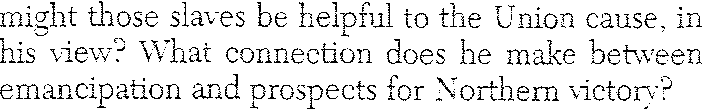 might those slaves be helpful to the Union cause, in
his view? What connection does he make between
emancipation and prospects for Northern victory?